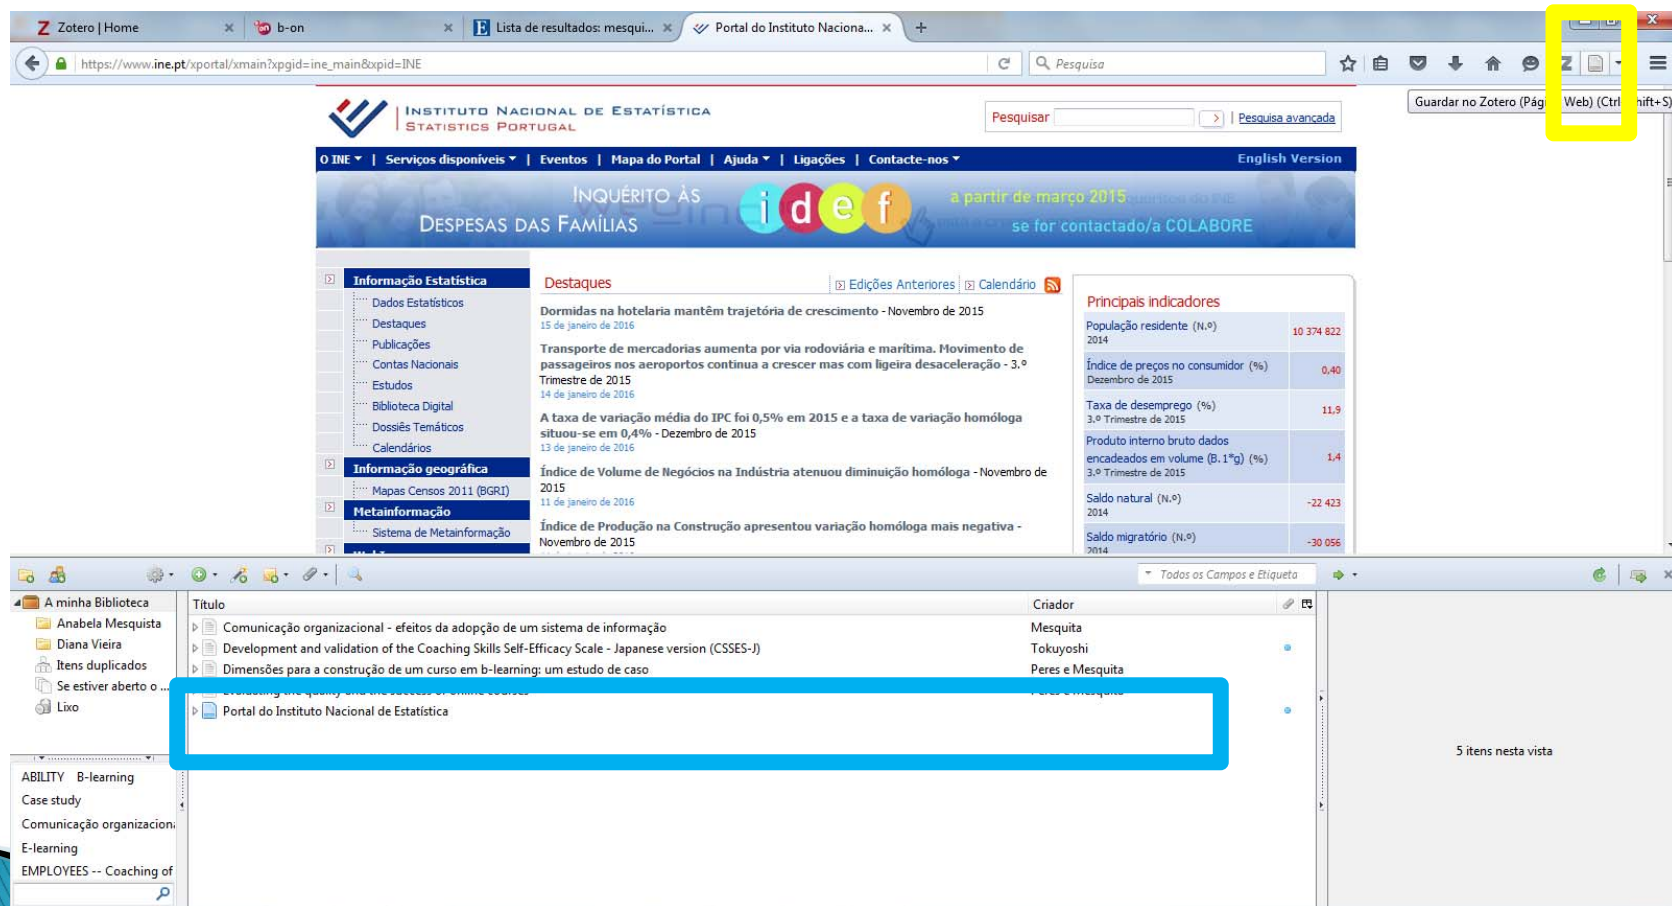 Zotero | Home
b-on
Lista de resultados: mesqui...
Portal do Instituto Naciona...
https://www.ine.pt/xportal/xmain?xpgid=ine_main&xpid=INE
Pesquisa
Guardar no Zotero (Pági Web) (Ctrl hift+S)
INSTITUTO NACIONAL DE ESTATÍSTICA
STATISTICS PORTUGAL
Pesquisar
| Pesquisa avançada
O INE | Serviços disponíveis | Eventos | Mapa do Portal | Ajuda | Ligações | Contacte-nos
English Version
INQUÉRITO ÀS
DESPESAS DAS FAMÍLIAS
idef
a partir de março 2015
se for contactado/a COLABORE
Informação Estatística
Dados Estatísticos
Destaques
Publicações
Contas Nacionais
Estudos
Biblioteca Digital
Dossiês Temáticos
Calendários
Informação geográfica
Mapas Censos 2011 (BGRI)
Metainformação
Sistema de Metainformação
Destaques
Edições Anteriores
Calendário
Dormidas na hotelaria mantêm trajetória de crescimento - Novembro de 2015
15 de janeiro de 2016
Transporte de mercadorias aumenta por via rodoviária e marítima. Movimento de
passageiros nos aeroportos continua a crescer mas com ligeira desaceleração - 3.º
Trimestre de 2015
14 de janeiro de 2016
A taxa de variação média do IPC foi 0,5% em 2015 e a taxa de variação homóloga
situou-se em 0,4% - Dezembro de 2015
13 de janeiro de 2016
Índice de Volume de Negócios na Indústria atenuou diminuição homóloga - Novembro de
2015
11 de janeiro de 2016
Índice de Produção na Construção apresentou variação homóloga mais negativa -
Novembro de 2015
Principais indicadores
População residente (N.º)
2014
10 374 822
Índice de preços no consumidor (%)
Dezembro de 2015
0,40
Taxa de desemprego (%)
3.º Trimestre de 2015
11,9
Produto interno bruto dados
encadeados em volume (B.1*g) (%)
3.º Trimestre de 2015
1,4
Saldo natural (N.º)
2014
-22 423
Saldo migratório (N.º)
2014
-30 056
Todos os Campos e Etiqueta
A minha Biblioteca
Anabela Mesquita
Diana Vieira
Itens duplicados
Se estiver aberto o ...
Lixo
Título
Criador
Comunicação organizacional - efeitos da adopção de um sistema de informação
Mesquita
Development and validation of the Coaching Skills Self-Efficacy Scale - Japanese version (CSSES-J)
Tokuyoshi
Dimensões para a construção de um curso em b-learning: um estudo de caso
Peres e Mesquita
Evaluating the quality and the success of online courses
Peres e Mesquita
Portal do Instituto Nacional de Estatística
5 itens nesta vista
ABILITY B-learning
Case study
Comunicação organizaciona
E-learning
EMPLOYEES -- Coaching of